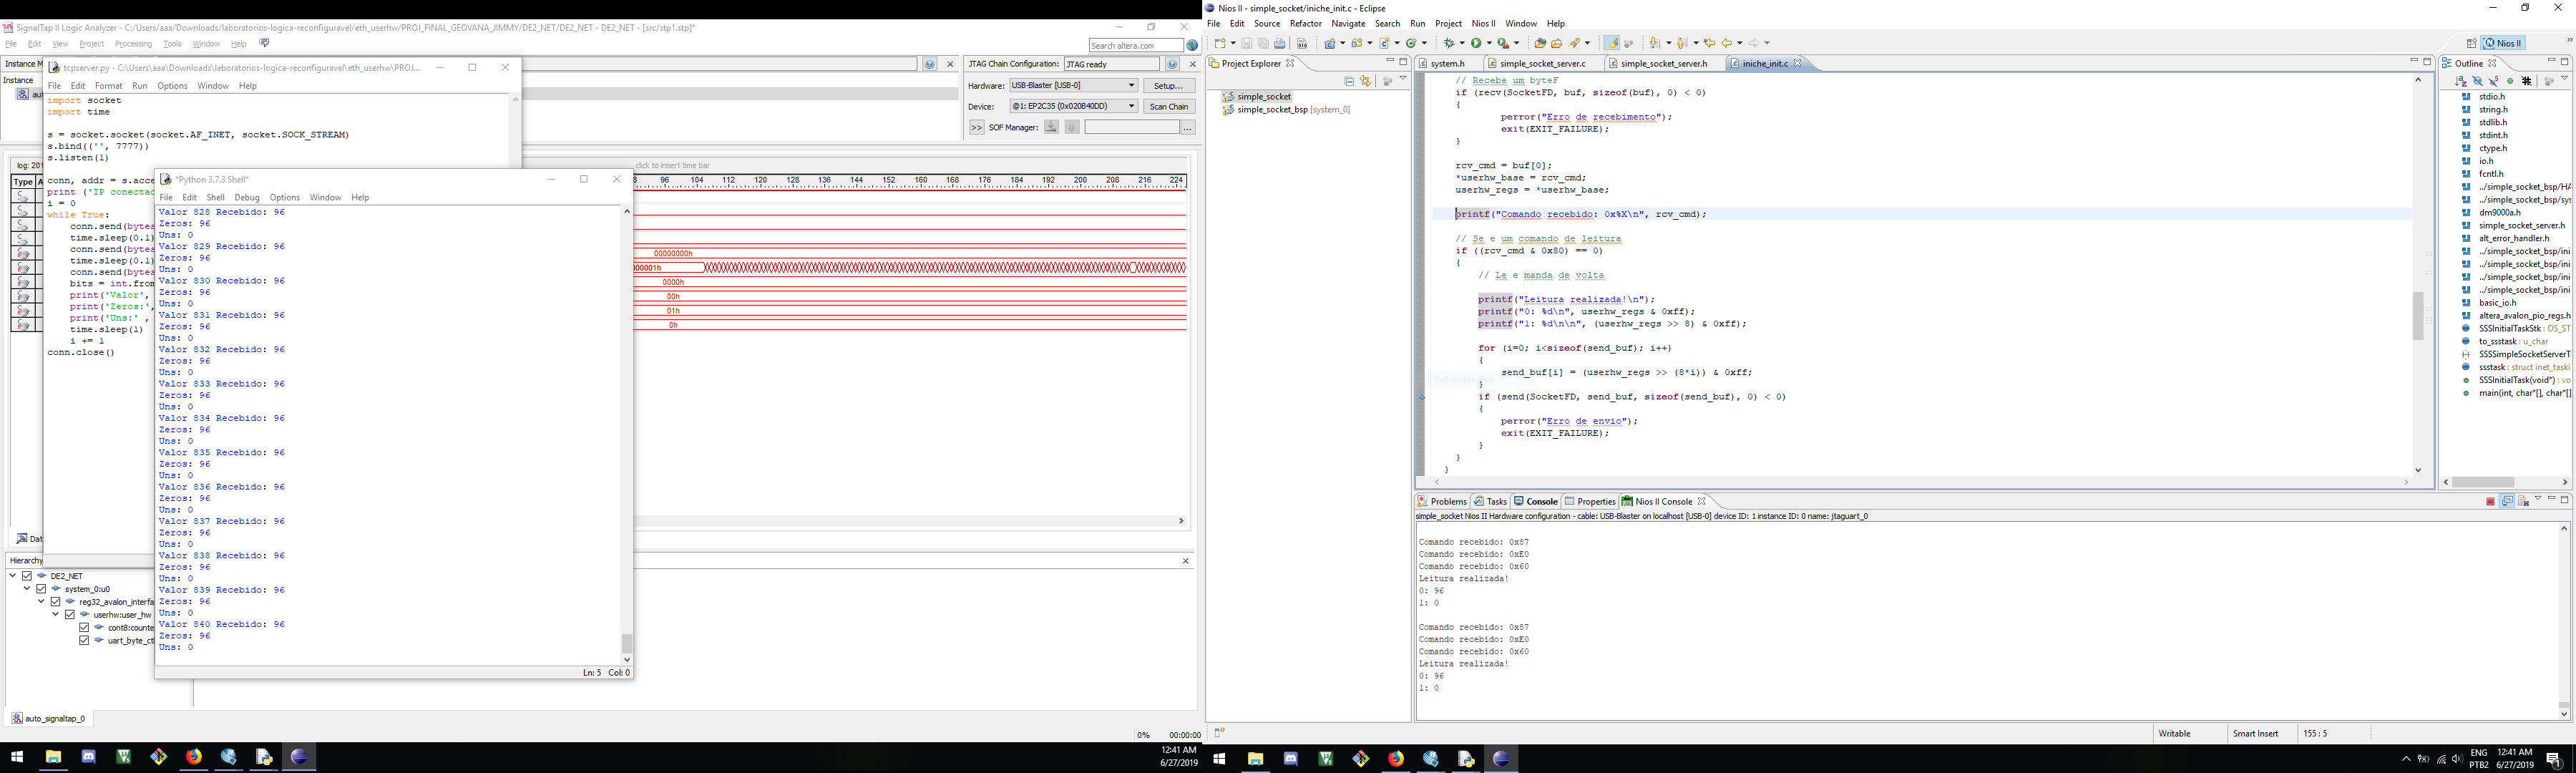 SignalTap II Logic Analyzer - C:/Users/aaa/Downloads/laboratorios-logica-reconfiguravel/eth_userhw/PROJ_FINAL_GEOVANA_JIMMY/DE2_NET/DE2_NET - DE2_NET - [src/stp1.stp]*
File Edit View Project Processing Tools Window Help
Search altera.com
Instance M
Instance
JTAG Chain Configuration: JTAG ready
Hardware: USB-Blaster [USB-0] Setup...
Device: @1: EP2C35 (0x020B40DD) Scan Chain
>> SOF Manager: ...
tcpserver.py - C:\Users\aaa\Downloads\laboratorios-logica-reconfiguravel\eth_userhw\PROJ...
File Edit Format Run Options Window Help
import socket
import time
s = socket.socket(socket.AF_INET, socket.SOCK_STREAM)
s.bind(('', 7777))
s.listen(1)
conn, addr = s.acce
print ('IP conectad
i = 0
while True:
conn.send(bytes
time.sleep(0.1)
conn.send(bytes
time.sleep(0.1)
conn.send(bytes
bits = int.from
print('Valor',
print('Zeros:',
print('Uns:' ,
time.sleep(1)
i += 1
conn.close()
log: 201
click to insert time bar
Type A
8 96 104 112 120 128 136 144 152 160 168 176 184 192 200 208 216 224
00000000h
00001h
0000h
00h
01h
0h
*Python 3.7.3 Shell*
File Edit Shell Debug Options Window Help
Valor 828 Recebido: 96
Zeros: 96
Uns: 0
Valor 829 Recebido: 96
Zeros: 96
Uns: 0
Valor 830 Recebido: 96
Zeros: 96
Uns: 0
Valor 831 Recebido: 96
Zeros: 96
Uns: 0
Valor 832 Recebido: 96
Zeros: 96
Uns: 0
Valor 833 Recebido: 96
Zeros: 96
Uns: 0
Valor 834 Recebido: 96
Zeros: 96
Uns: 0
Valor 835 Recebido: 96
Zeros: 96
Uns: 0
Valor 836 Recebido: 96
Zeros: 96
Uns: 0
Valor 837 Recebido: 96
Zeros: 96
Uns: 0
Valor 838 Recebido: 96
Zeros: 96
Uns: 0
Valor 839 Recebido: 96
Zeros: 96
Uns: 0
Valor 840 Recebido: 96
Zeros: 96
Uns: 0
Ln: 5 Col: 0
Dat
Hierarchy
DE2_NET
system_0:u0
reg32_avalon_interfa
userhw:user_hw
cont8:counte
uart_byte_ct
auto_signaltap_0
0% 00:00:00
12:41 AM
6/27/2019
Nios II - simple_socket/iniche_init.c - Eclipse
File Edit Source Refactor Navigate Search Run Project Nios II Window Help
Nios II
Project Explorer
simple_socket
simple_socket_bsp [system_0]
system.h simple_socket_server.c simple_socket_server.h iniche_init.c
// Recebe um byteF
if (recv(SocketFD, buf, sizeof(buf), 0) < 0)
{
perror("Erro de recebimento");
exit(EXIT_FAILURE);
}
rcv_cmd = buf[0];
*userhw_base = rcv_cmd;
userhw_regs = *userhw_base;
printf("Comando recebido: 0x%X\n", rcv_cmd);
// Se e um comando de leitura
if ((rcv_cmd & 0x80) == 0)
{
// Le e manda de volta
printf("Leitura realizada!\n");
printf("0: %d\n", userhw_regs & 0xff);
printf("1: %d\n\n", (userhw_regs >> 8) & 0xff);
for (i=0; i<sizeof(send_buf); i++)
{
send_buf[i] = (userhw_regs >> (8*i)) & 0xff;
}
if (send(SocketFD, send_buf, sizeof(send_buf), 0) < 0)
{
perror("Erro de envio");
exit(EXIT_FAILURE);
}
}
}
Outline
stdio.h
string.h
stdlib.h
stdint.h
ctype.h
io.h
fcntl.h
../simple_socket_bsp/HA
../simple_socket_bsp/sys
dm9000a.h
simple_socket_server.h
alt_error_handler.h
../simple_socket_bsp/ini
../simple_socket_bsp/ini
../simple_socket_bsp/ini
../simple_socket_bsp/ini
basic_io.h
altera_avalon_pio_regs.h
SSSInitialTaskStk : OS_ST
to_ssstask : u_char
SSSSimpleSocketServerT
ssstask : struct inet_taski
SSSInitialTask(void*) : vo
main(int, char*[], char*[]
Problems Tasks Console Properties Nios II Console
simple_socket Nios II Hardware configuration - cable: USB-Blaster on localhost [USB-0] device ID: 1 instance ID: 0 name: jtaguart_0
Comando recebido: 0x87
Comando recebido: 0xE0
Comando recebido: 0x60
Leitura realizada!
0: 96
1: 0
Comando recebido: 0x87
Comando recebido: 0xE0
Comando recebido: 0x60
Leitura realizada!
0: 96
1: 0
Writable Smart Insert 155 : 5
ENG
PTB2
12:41 AM
6/27/2019